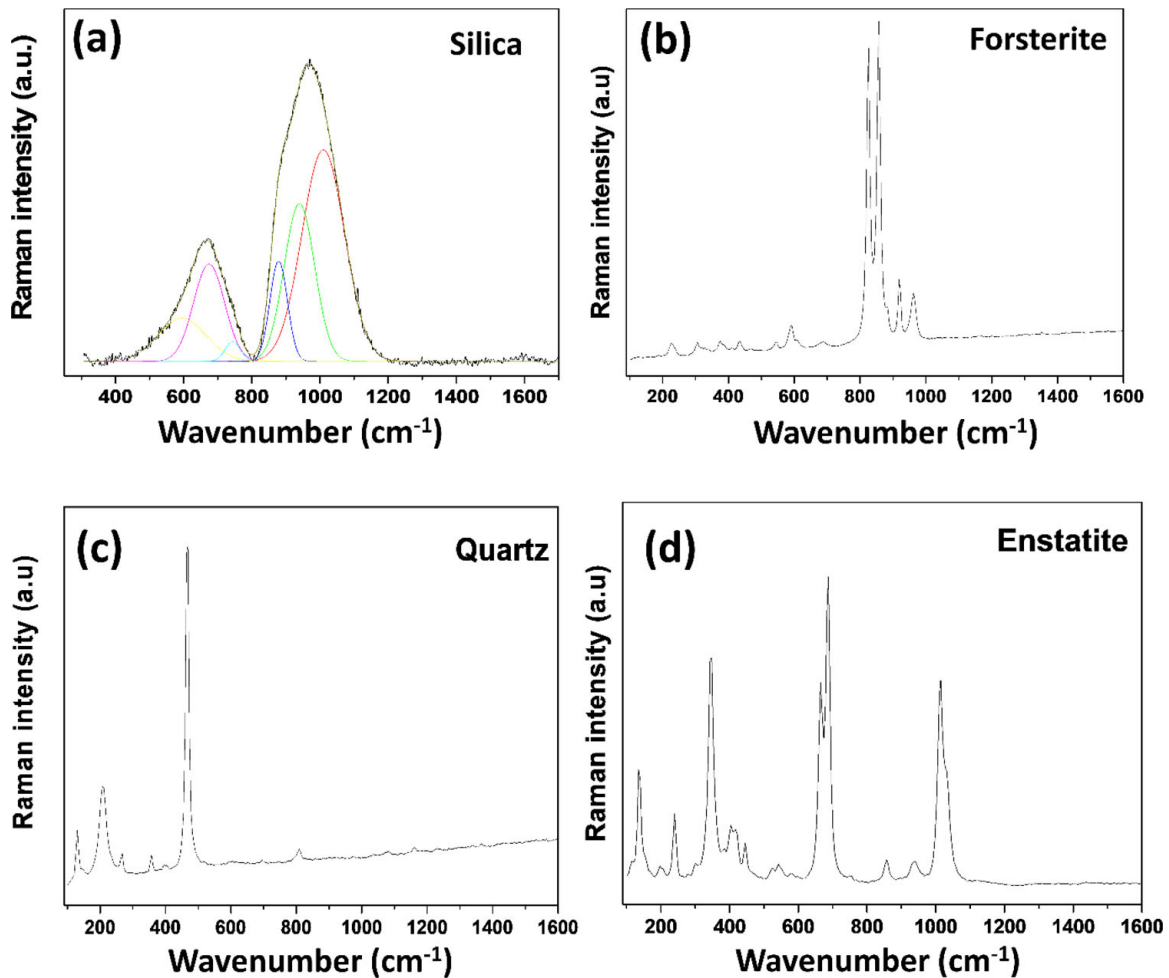 (a)
Silica
Raman intensity (a.u.)
400 600 800 1000 1200 1400 1600
Wavenumber (cm-1)
(b)
Forsterite
Raman intensity (a.u)
200 400 600 800 1000 1200 1400 1600
Wavenumber (cm-1)
(c)
Quartz
Raman intensity (a.u)
200 400 600 800 1000 1200 1400 1600
Wavenumber (cm-1)
(d)
Enstatite
Raman intensity (a.u)
200 400 600 800 1000 1200 1400 1600
Wavenumber (cm-1)